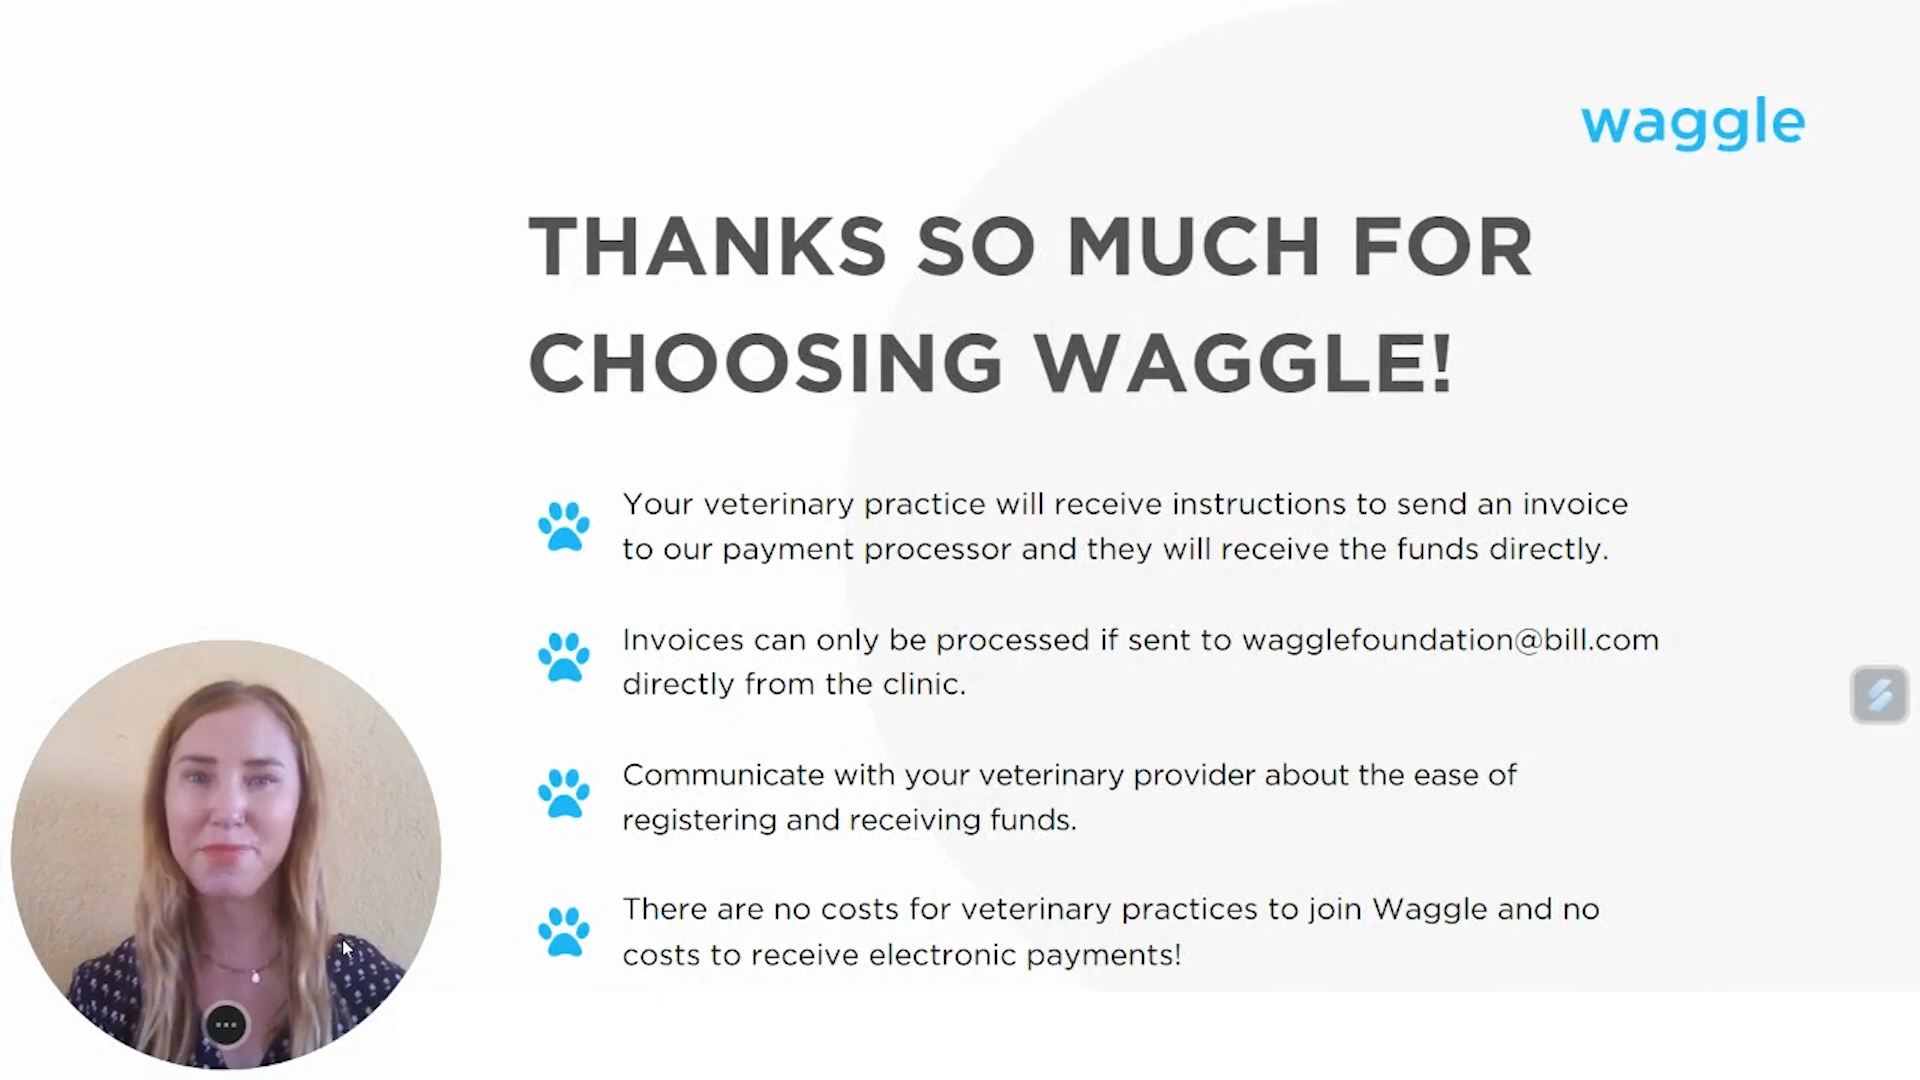 waggle
THANKS SO MUCH FOR
CHOOSING WAGGLE!
Your veterinary practice will receive instructions to send an invoice
to our payment processor and they will receive the funds directly.
Invoices can only be processed if sent to wagglefoundation@bill.com
directly from the clinic.
Communicate with your veterinary provider about the ease of
registering and receiving funds.
There are no costs for veterinary practices to join Waggle and no
costs to receive electronic payments!